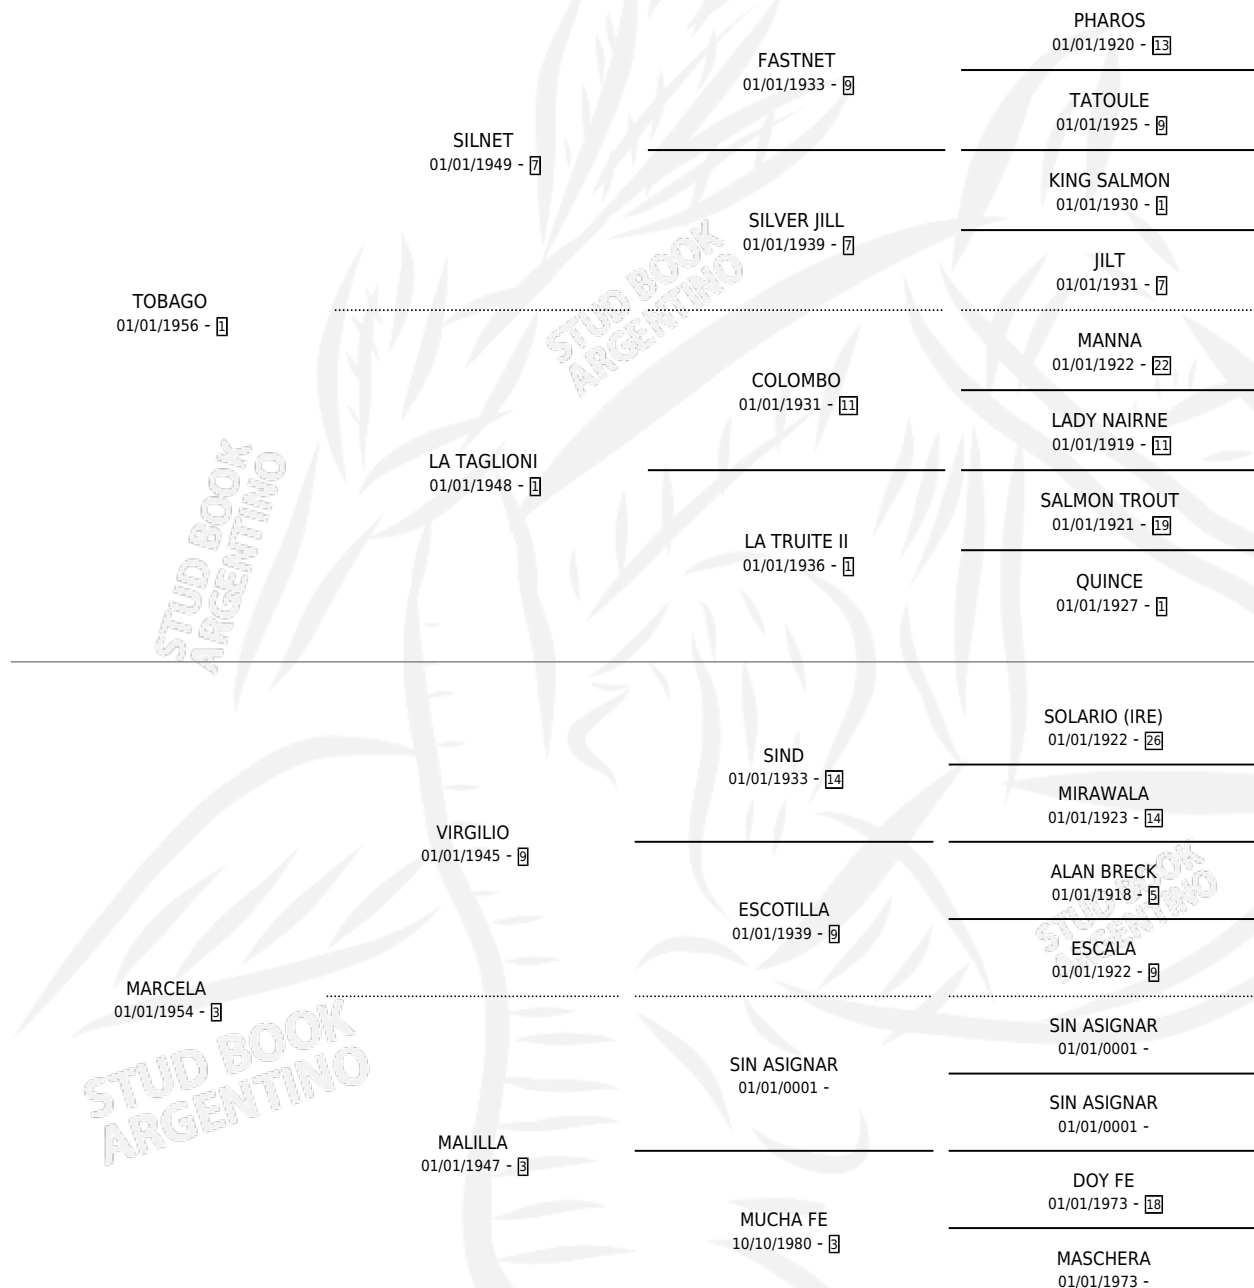 TOBAGO
01/01/1956 - 1
SILNET
01/01/1949 - 7
FASTNET
01/01/1933 - 9
PHAROS
01/01/1920 - 13
TATOULE
01/01/1925 - 9
SILVER JILL
01/01/1939 - 7
KING SALMON
01/01/1930 - 1
JILT
01/01/1931 - 7
LA TAGLIONI
01/01/1948 - 1
COLOMBO
01/01/1931 - 11
MANNA
01/01/1922 - 22
LADY NAIRNE
01/01/1919 - 11
LA TRUITE II
01/01/1936 - 1
SALMON TROUT
01/01/1921 - 19
QUINCE
01/01/1927 - 1
MARCELA
01/01/1954 - 3
VIRGILIO
01/01/1945 - 9
SIND
01/01/1933 - 14
SOLARIO (IRE)
01/01/1922 - 26
MIRAWALA
01/01/1923 - 14
ESCOTILLA
01/01/1939 - 9
ALAN BRECK
01/01/1918 - 5
ESCALA
01/01/1922 - 9
MALILLA
01/01/1947 - 3
SIN ASIGNAR
01/01/0001 -
SIN ASIGNAR
01/01/0001 -
SIN ASIGNAR
01/01/0001 -
MUCHA FE
10/10/1980 - 3
DOY FE
01/01/1973 - 18
MASCHERA
01/01/1973 -
STUD BOOK
ARGENTINO
STUD BOOK
ARGENTINO
STUD BOOK
ARGENTINO
STUD BOOK
ARGENTINO